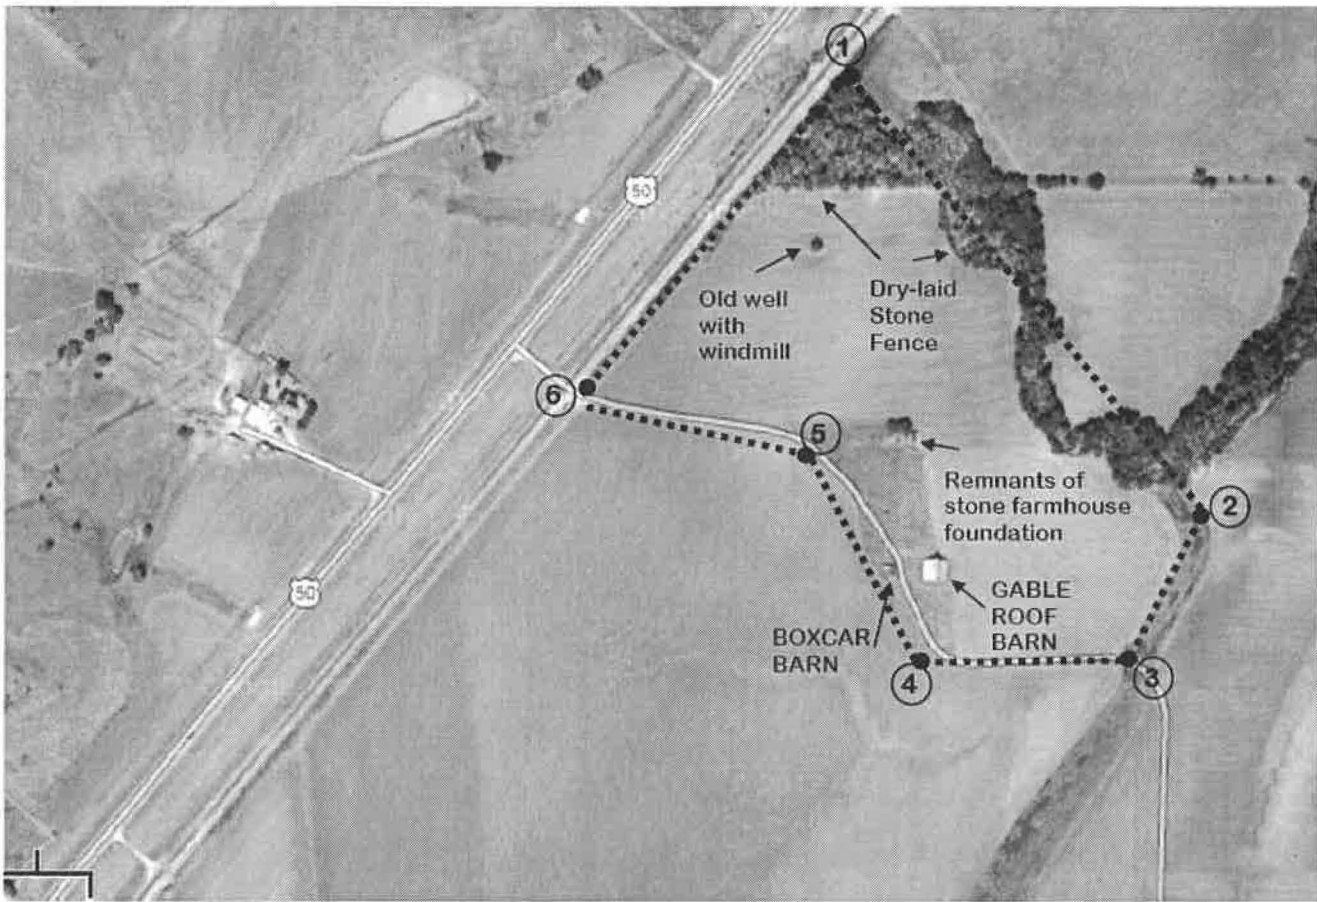 1
50
Old well
with
windmill
Dry-laid
Stone
Fence
6
5
Remnants of
stone farmhouse
foundation
2
50
GABLE
ROOF
BARN
BOXCAR
BARN
4
3